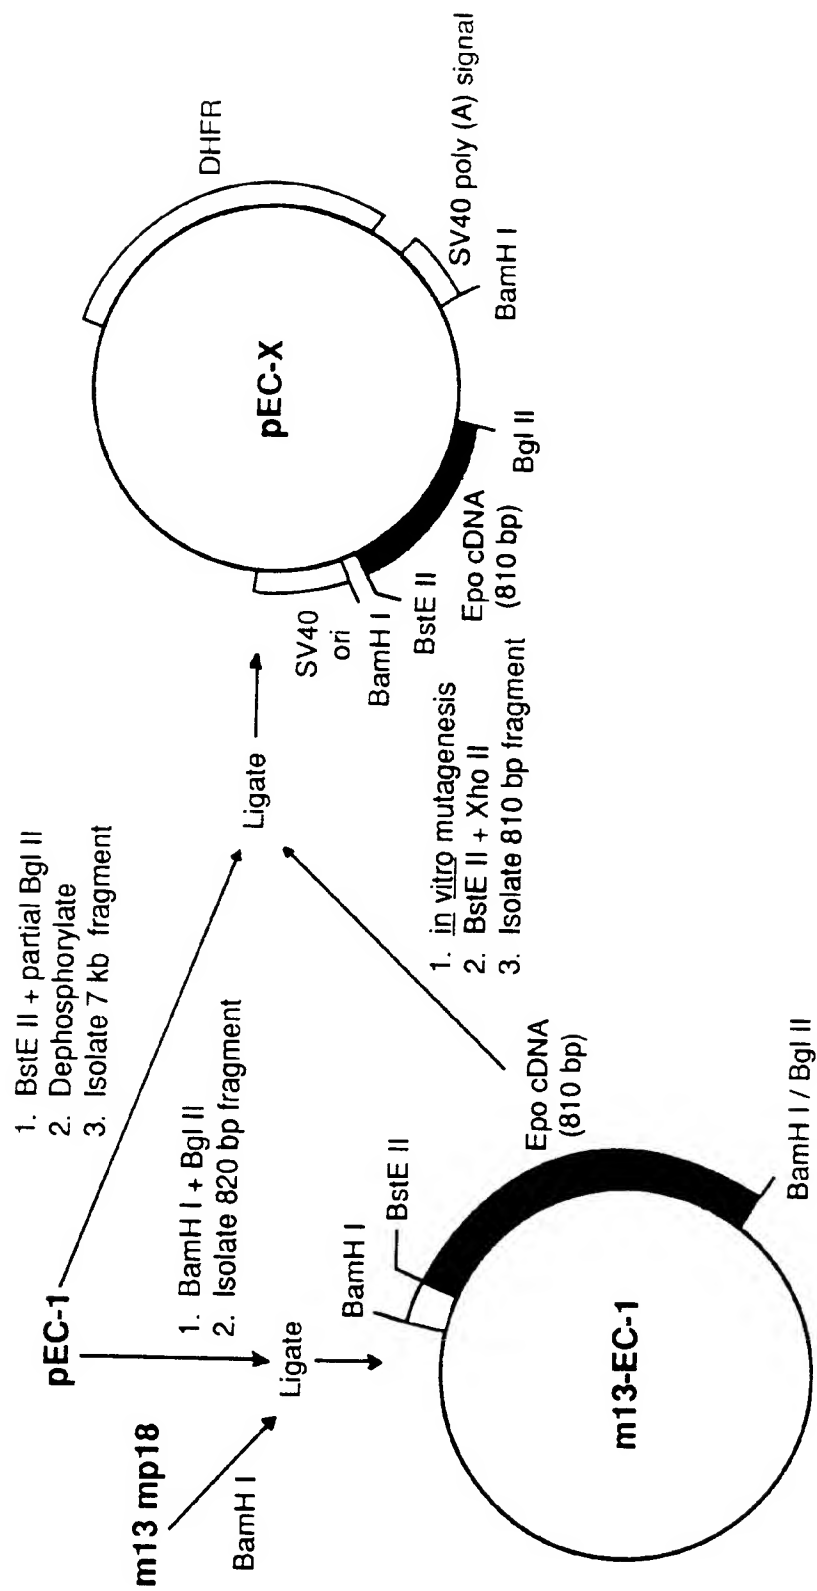 m13 mp18
BamH I
pEC-1
1. BamH I + Bgl II
2. Isolate 820 bp fragment
1. BstE II + partial Bgl II
2. Dephosphorylate
3. Isolate 7 kb fragment
Ligate
BamH I
BstE II
Epo cDNA
(810 bp)
BamH I / Bgl II
m13-EC-1
1. in vitro mutagenesis
2. BstE II + Xho II
3. Isolate 810 bp fragment
Ligate
SV40
ori
BamH I
BstE II
Epo cDNA
(810 bp)
Bgl II
BamH I
SV40 poly (A) signal
DHFR
pEC-X